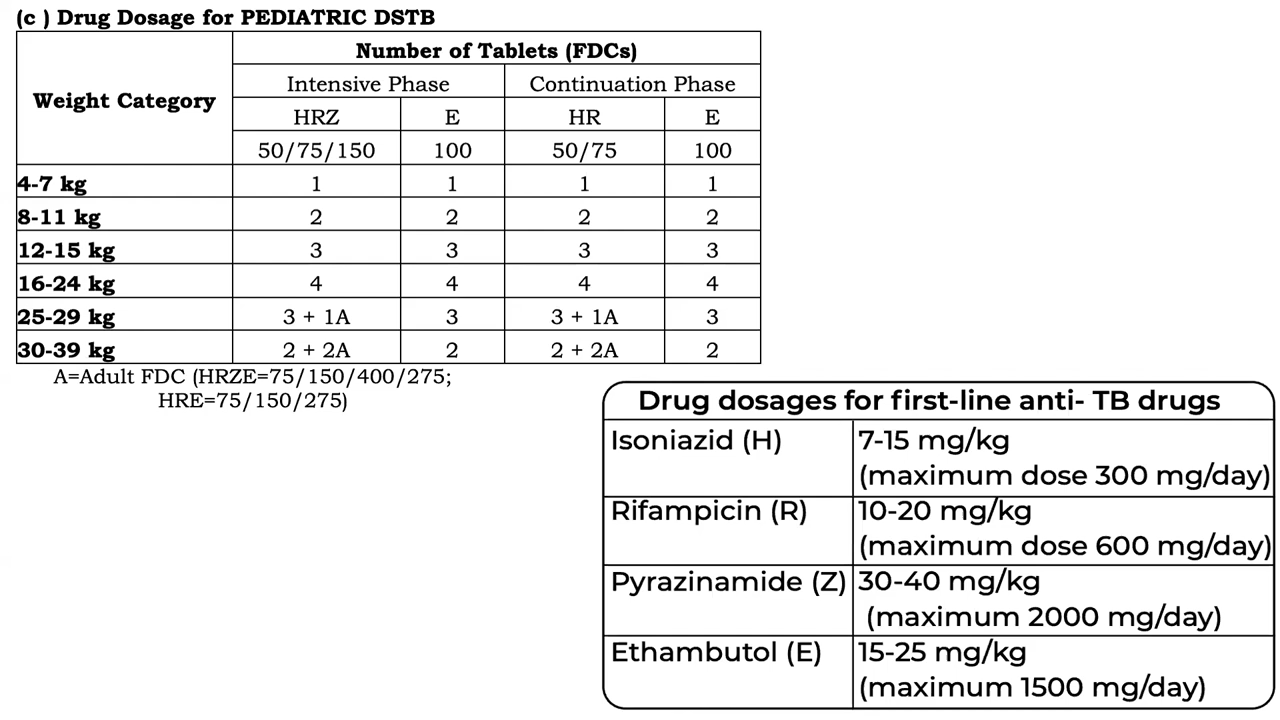 (c ) Drug Dosage for PEDIATRIC DSTB
Weight Category
Number of Tablets (FDCs)
Intensive Phase Continuation Phase
HRZ E HR E
50/75/150 100 50/75 100
4-7 kg 1 1 1 1
8-11 kg 2 2 2 2
12-15 kg 3 3 3 3
16-24 kg 4 4 4 4
25-29 kg 3 + 1A 3 3 + 1A 3
30-39 kg 2 + 2A 2 2 + 2A 2
A=Adult FDC (HRZE=75/150/400/275;
HRE=75/150/275)
Drug dosages for first-line anti- TB drugs
Isoniazid (H) 7-15 mg/kg
(maximum dose 300 mg/day)
Rifampicin (R) 10-20 mg/kg
(maximum dose 600 mg/day)
Pyrazinamide (Z) 30-40 mg/kg
(maximum 2000 mg/day)
Ethambutol (E) 15-25 mg/kg
(maximum 1500 mg/day)